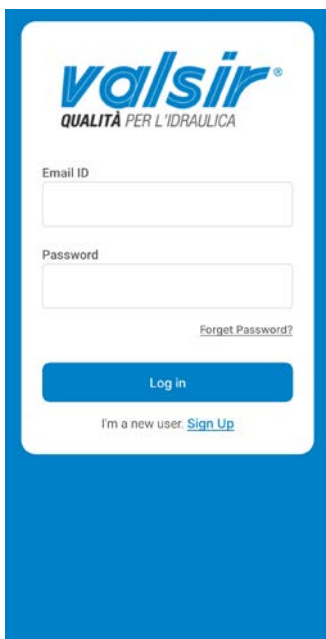 valsir®
QUALITÀ PER L'IDRAULICA
Email ID
Password
Forget Password?
Log in
I'm a new user. Sign Up